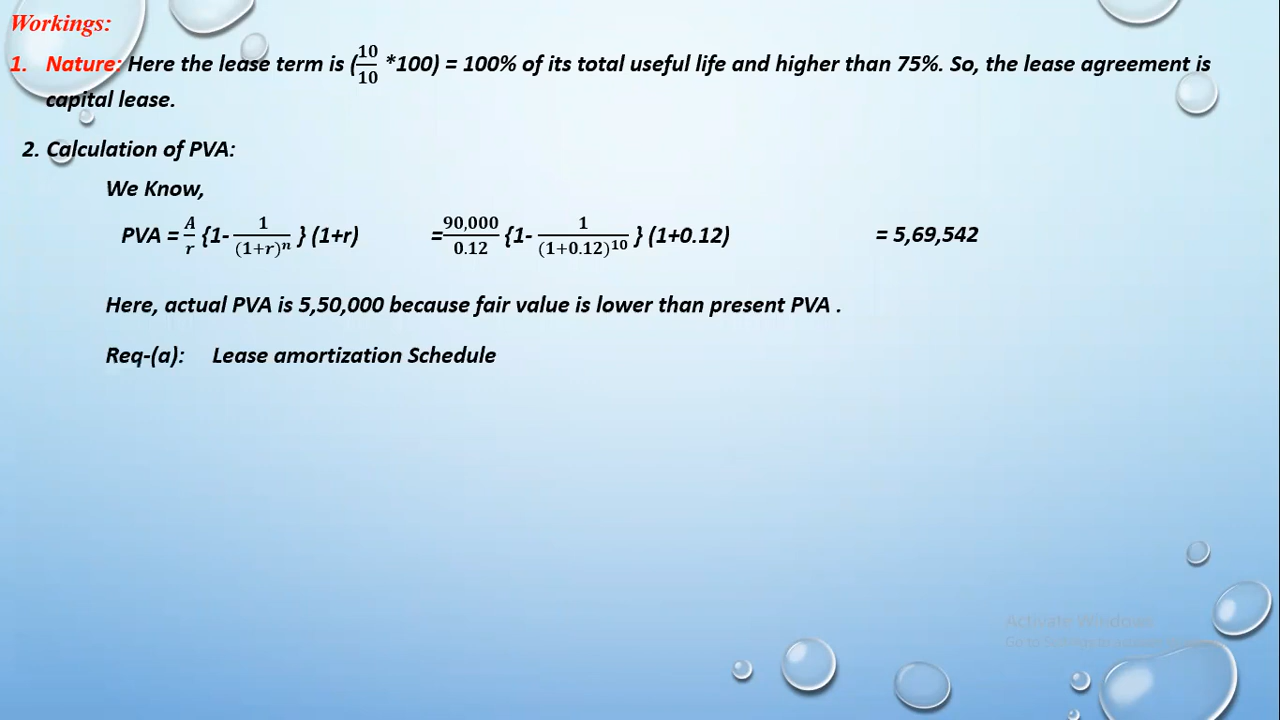 Workings:
1. Nature: Here the lease term is (10/10 *100) = 100% of its total useful life and higher than 75%. So, the lease agreement is
capital lease.
2. Calculation of PVA:
We Know,
PVA = A/r {1- 1/(1+r)^n } (1+r) = 90,000/0.12 {1- 1/(1+0.12)^10 } (1+0.12) = 5,69,542
Here, actual PVA is 5,50,000 because fair value is lower than present PVA .
Req-(a): Lease amortization Schedule
Activate Windows
Go to Settings to